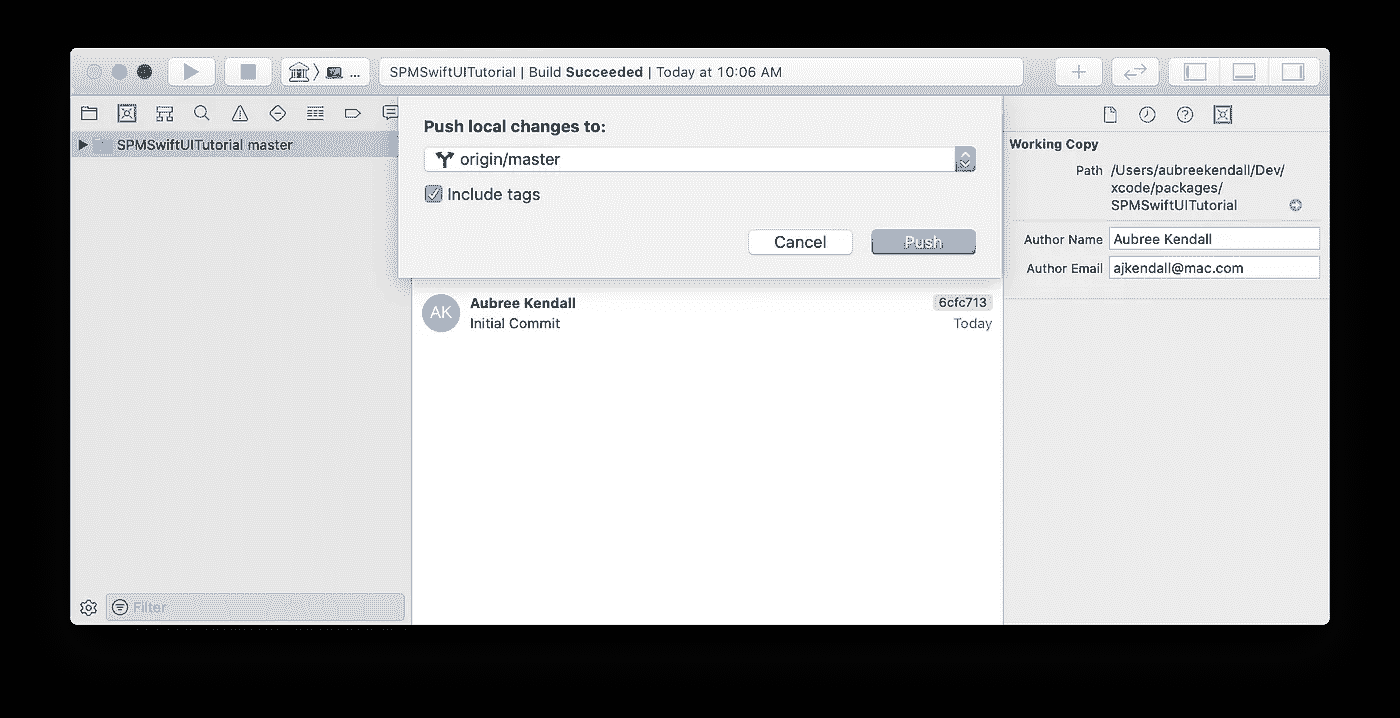 ... SPMSwiftUITutorial | Build Succeeded | Today at 10:06 AM
SPMSwiftUITutorial master
Push local changes to:
origin/master
Include tags
Cancel Push
AK
Aubree Kendall 6cfc713
Initial Commit Today
Filter
Working Copy
Path /Users/aubreekendall/Dev/
xcode/packages/
SPMSwiftUITutorial
Author Name Aubree Kendall
Author Email ajkendall@mac.com